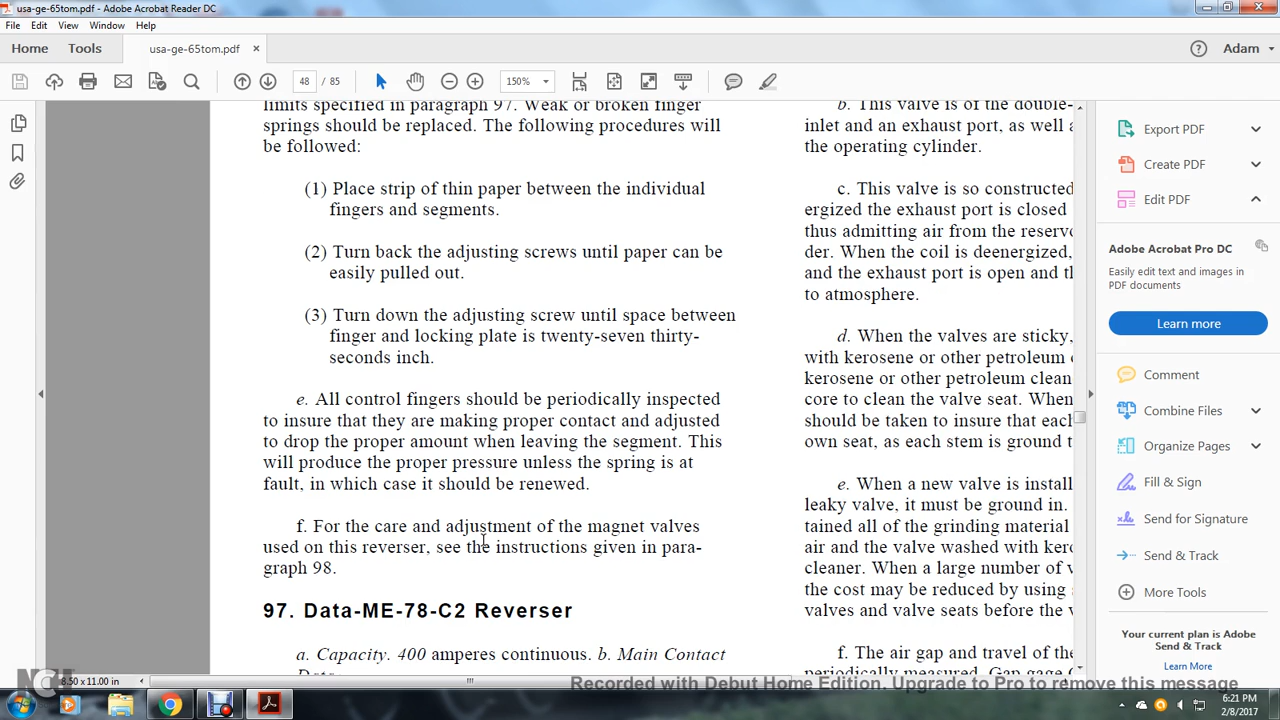 usa-ge-65tom.pdf - Adobe Acrobat Reader DC
File Edit View Window Help
Home Tools usa-ge-65tom.pdf × Adam
48 / 85 150%
limits specified in paragraph 97. Weak or broken finger
springs should be replaced. The following procedures will
be followed:
(1) Place strip of thin paper between the individual
fingers and segments.
(2) Turn back the adjusting screws until paper can be
easily pulled out.
(3) Turn down the adjusting screw until space between
finger and locking plate is twenty-seven thirty-
seconds inch.
e. All control fingers should be periodically inspected
to insure that they are making proper contact and adjusted
to drop the proper amount when leaving the segment. This
will produce the proper pressure unless the spring is at
fault, in which case it should be renewed.
f. For the care and adjustment of the magnet valves
used on this reverser, see the instructions given in para-
graph 98.
97. Data-ME-78-C2 Reverser
a. Capacity. 400 amperes continuous. b. Main Contact
Data.
b. This valve is of the double-
inlet and an exhaust port, as well a
the operating cylinder.
c. This valve is so constructed
ergized the exhaust port is closed
thus admitting air from the reservo
der. When the coil is deenergized,
and the exhaust port is open and th
to atmosphere.
d. When the valves are sticky,
with kerosene or other petroleum c
kerosene or other petroleum clean
core to clean the valve seat. When
should be taken to insure that each
own seat, as each stem is ground t
e. When a new valve is install
leaky valve, it must be ground in.
tained all of the grinding material
air and the valve washed with kero
cleaner. When a large number of v
the cost may be reduced by using s
valves and valve seats before the v
f. The air gap and travel of the
periodically measured. Gap gage
Export PDF
Create PDF
Edit PDF
Adobe Acrobat Pro DC
Easily edit text and images in
PDF documents
Learn more
Comment
Combine Files
Organize Pages
Fill & Sign
Send for Signature
Send & Track
More Tools
Your current plan is Adobe
Send for Signature
Learn More
8.50 x 11.00 in
NCH
Recorded with Debut Home Edition. Upgrade to Pro to remove this message
6:21 PM
2/8/2017